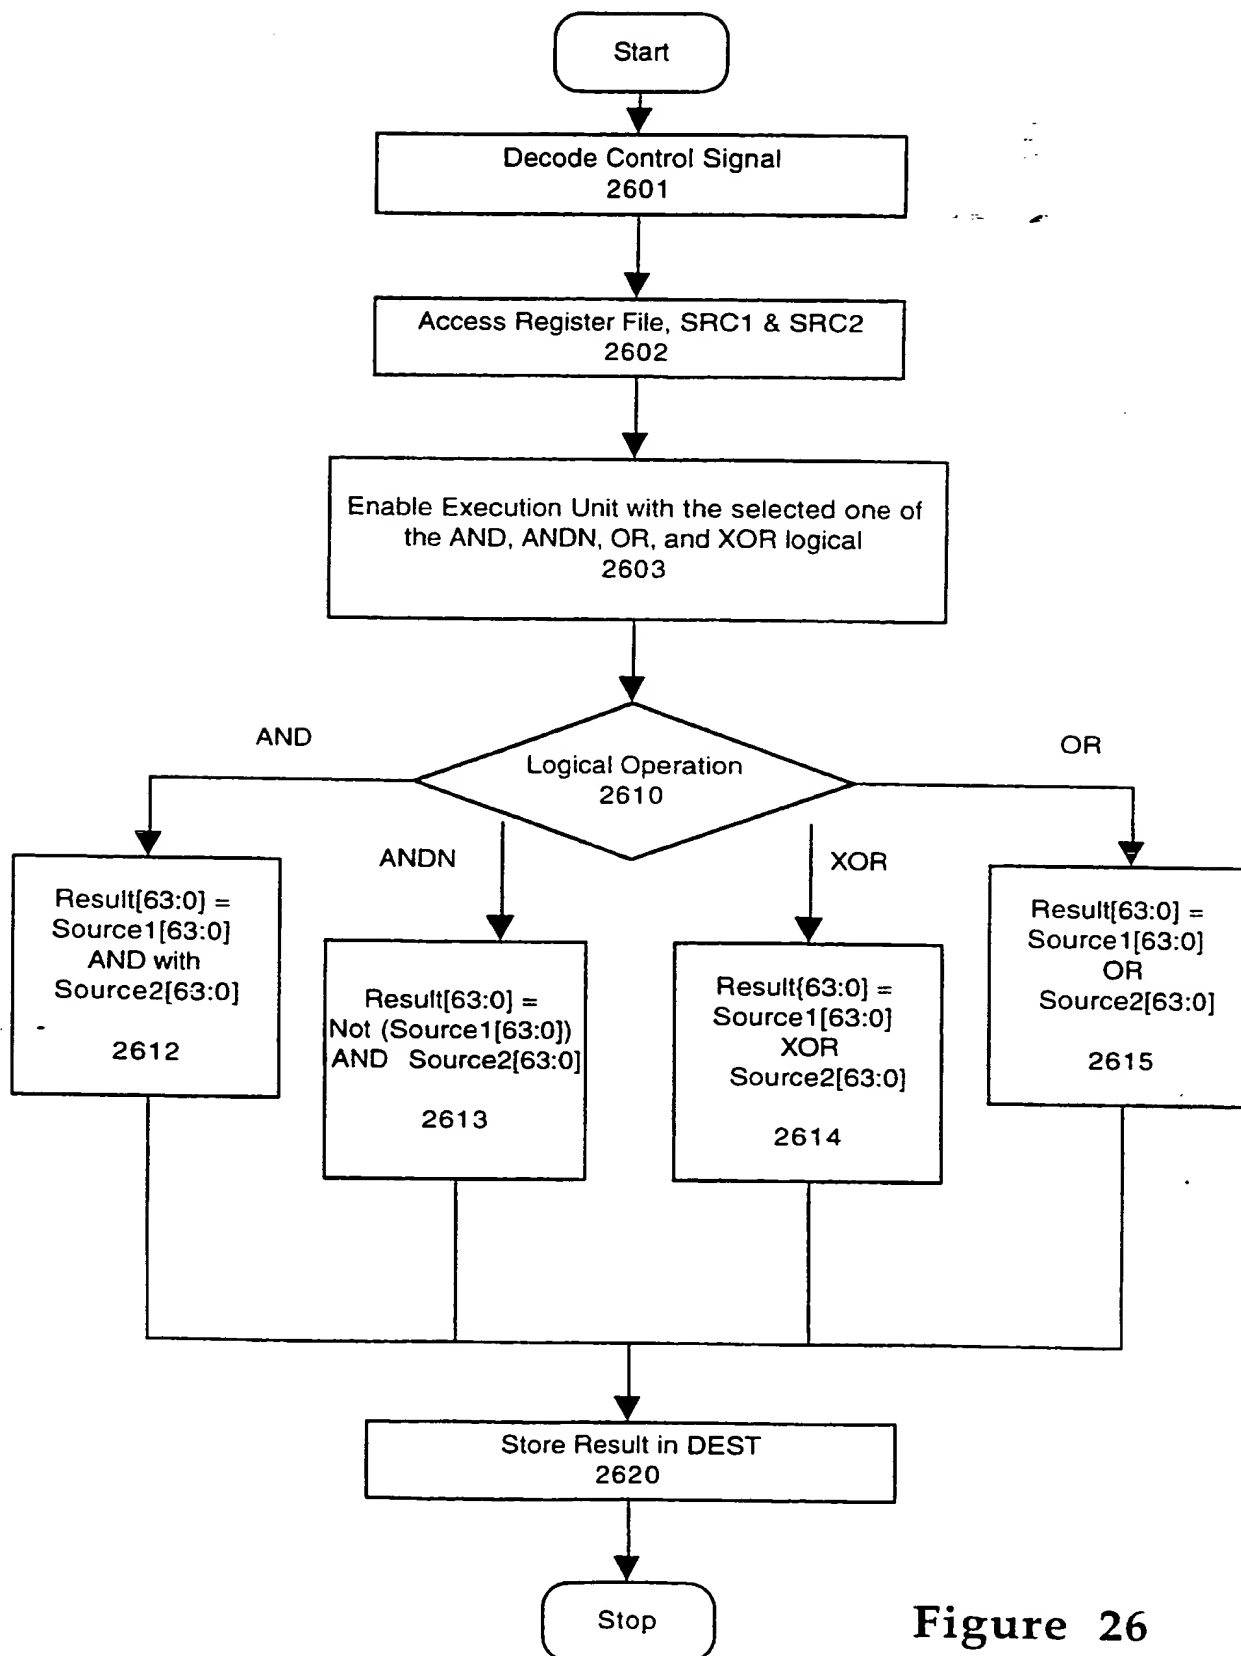 Start
Decode Control Signal
2601
Access Register File, SRC1 & SRC2
2602
Enable Execution Unit with the selected one of
the AND, ANDN, OR, and XOR logical
2603
Logical Operation
2610
AND
OR
ANDN
XOR
Result[63:0] =
Source1[63:0]
AND with
Source2[63:0]
2612
Result[63:0] =
Not (Source1[63:0])
AND Source2[63:0]
2613
Result{63:0] =
Source1[63:0]
XOR
Source2[63:0]
2614
Result[63:0] =
Source1[63:0]
OR
Source2[63:0]
2615
Store Result in DEST
2620
Stop
Figure 26